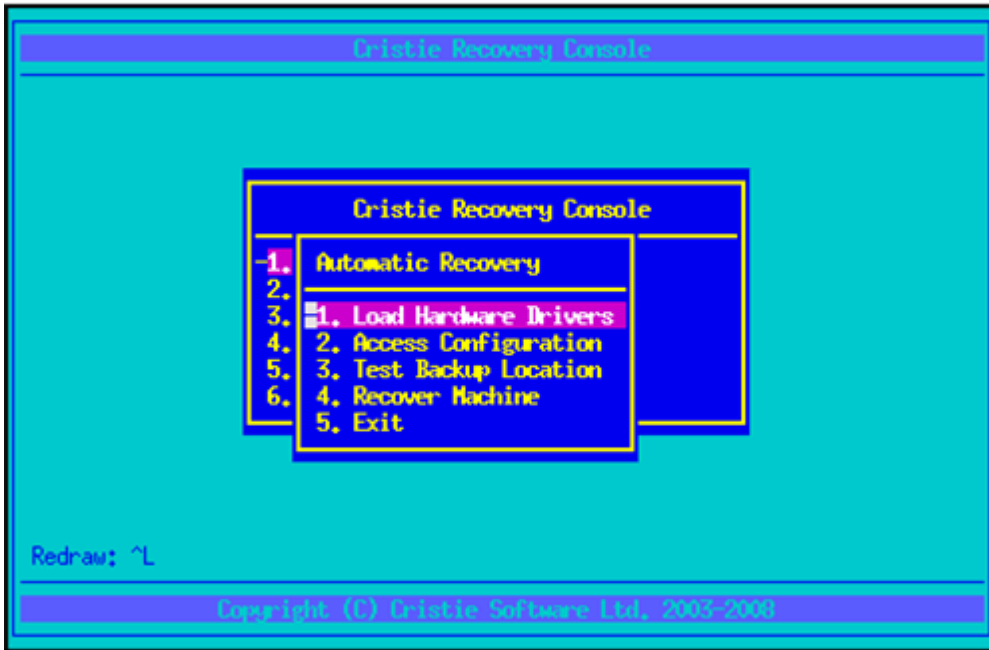 Cristie Recovery Console
Cristie Recovery Console
1.
2.
3.
4.
5.
6.
Automatic Recovery
1. Load Hardware Drivers
2. Access Configuration
3. Test Backup Location
4. Recover Machine
5. Exit
Redraw: ^L
Copyright (C) Cristie Software Ltd. 2003-2008